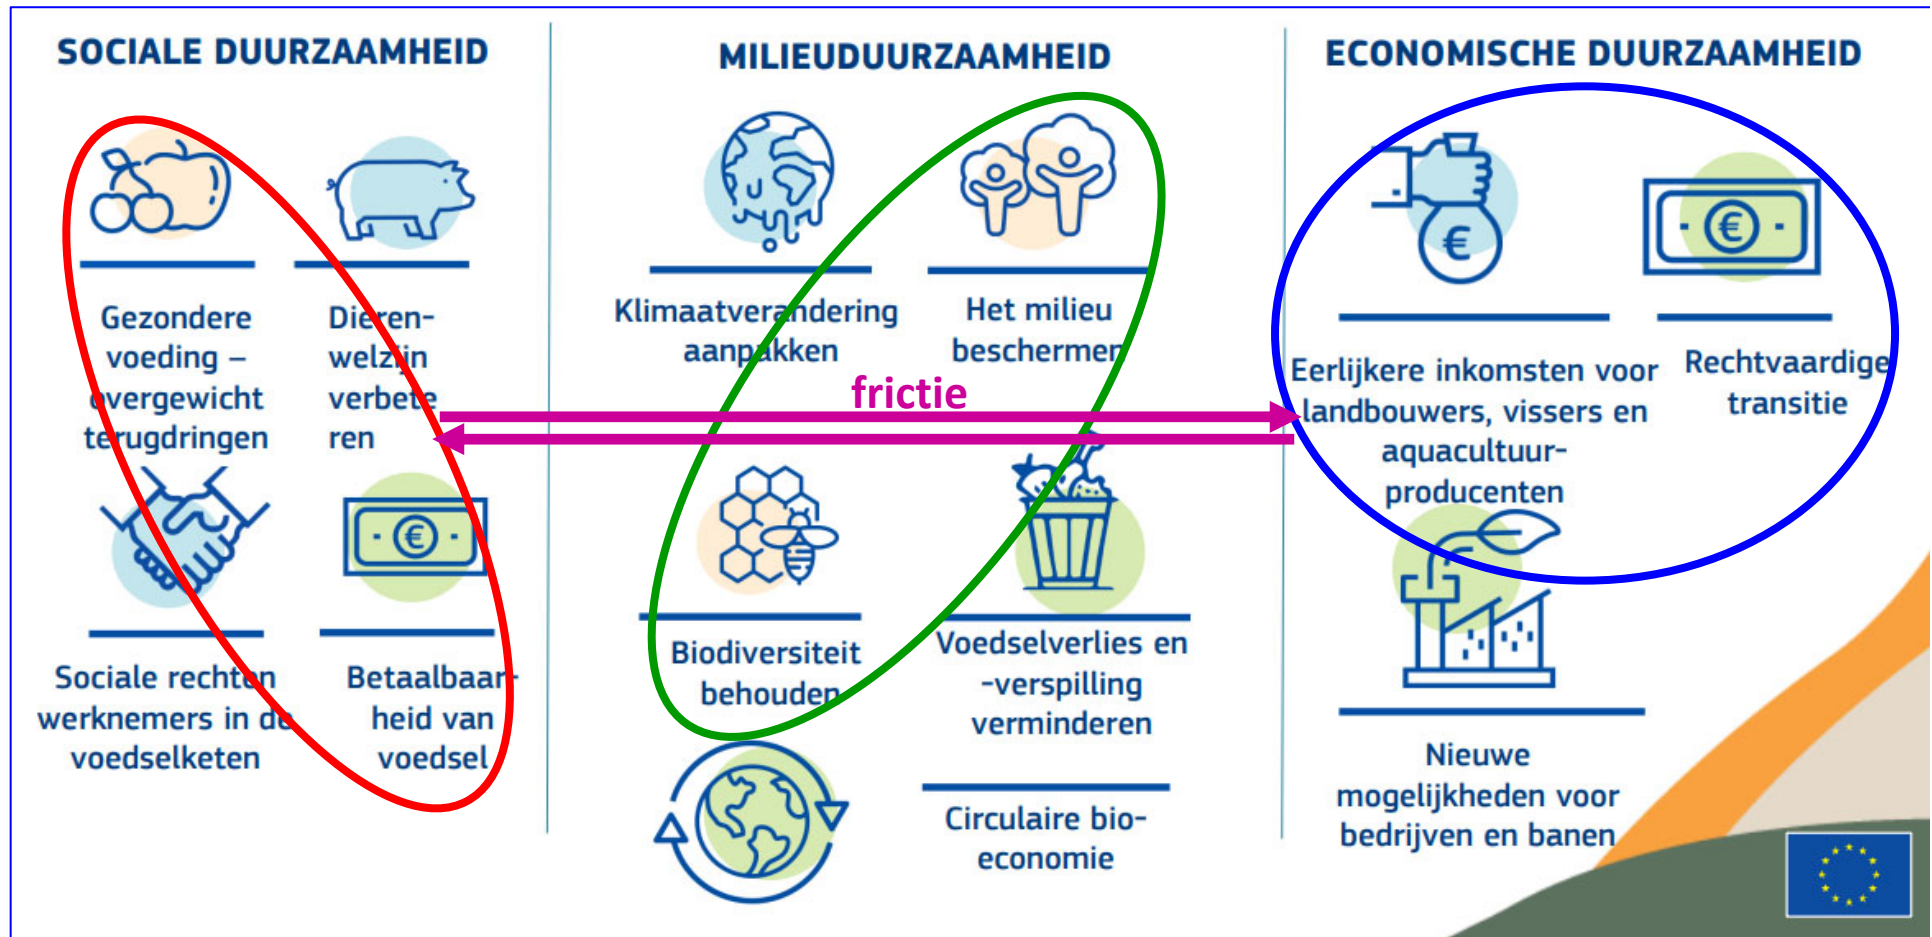 SOCIALE DUURZAAMHEID
Gezondere
voeding –
overgewicht
terugdringen
Dieren-
welzijn
verbete
ren
€
Sociale rechten
werknemers in de
voedselketen
Betaalbaar-
heid van
voedsel
MILIEUDUURZAAMHEID
Klimaatverandering
aanpakken
Het milieu
beschermen
frictie
Biodiversiteit
behouden
Voedselverlies en
-verspilling
verminderen
Circulaire bio-
economie
ECONOMISCHE DUURZAAMHEID
€
€
Eerlijkere inkomsten voor
landbouwers, vissers en
aquacultuur-
producenten
Rechtvaardige
transitie
Nieuwe
mogelijkheden voor
bedrijven en banen